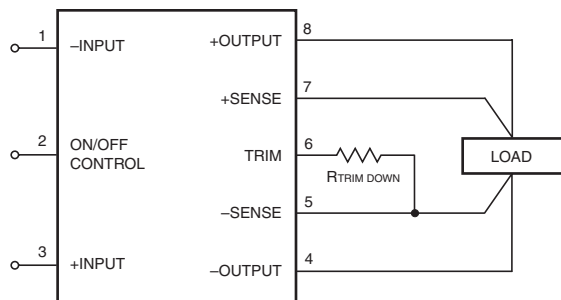 1 –INPUT
2 ON/OFF
CONTROL
3 +INPUT
+OUTPUT 8
+SENSE 7
TRIM 6
RTRIM DOWN
–SENSE 5
–OUTPUT 4
LOAD